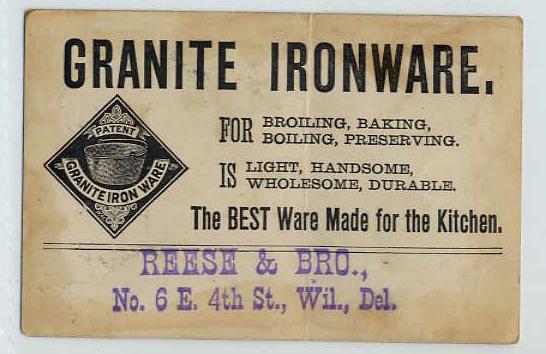 GRANITE IRONWARE.
PATENT
GRANITE IRON WARE
FOR BROILING, BAKING,
BOILING, PRESERVING.
IS LIGHT, HANDSOME,
WHOLESOME, DURABLE.
The BEST Ware Made for the Kitchen.
REESE & BRO.,
No. 6 E. 4th St., Wil., Del.